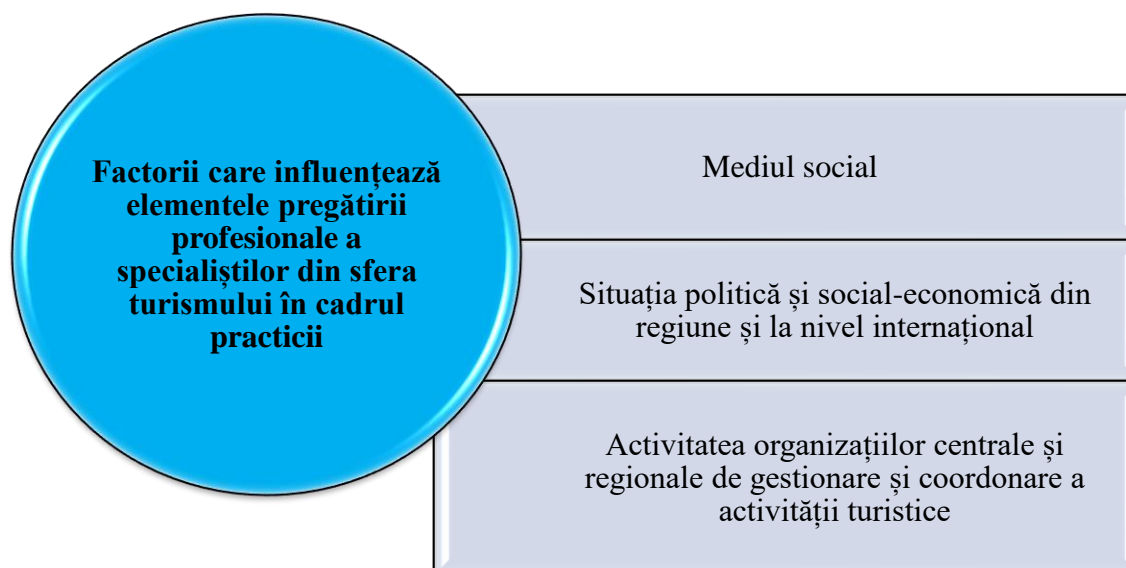 Factorii care influențează
elementele pregătirii
profesionale a
specialiștilor din sfera
turismului în cadrul
practicii
Mediul social
Situația politică și social-economică din
regiune și la nivel internațional
Activitatea organizațiilor centrale și
regionale de gestionare și coordonare a
activității turistice